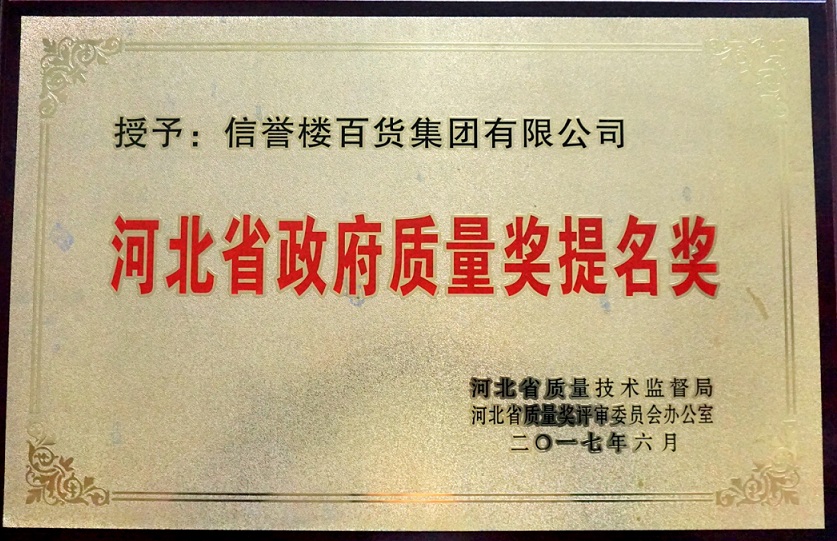 授予：信誉楼百货集团有限公司
河北省政府质量奖提名奖
河北省质量技术监督局
河北省质量奖评审委员会办公室
二〇一七年六月